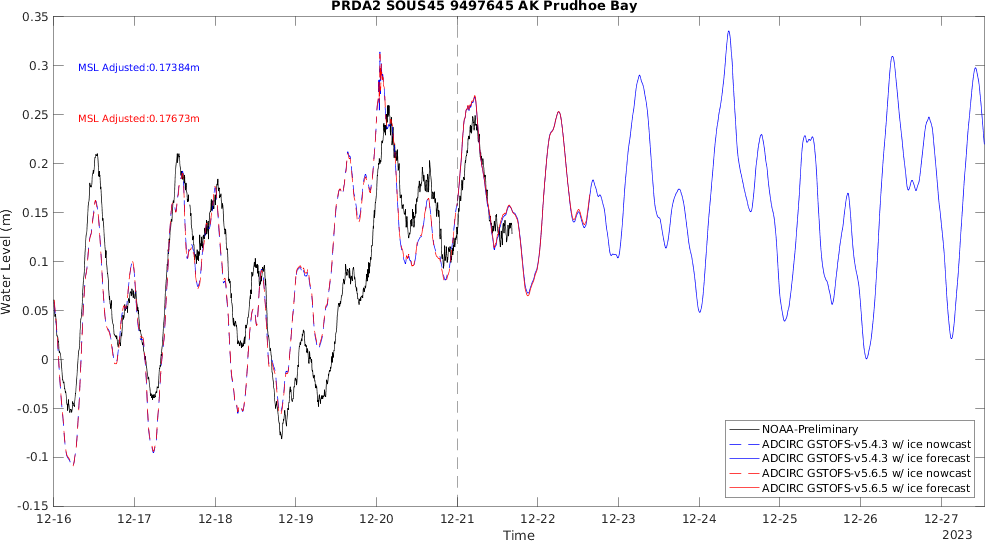 PRDA2 SOUS45 9497645 AK Prudhoe Bay
0.35
0.3
0.25
0.2
0.15
0.1
0.05
0
-0.05
-0.1
-0.15
Water Level (m)
MSL Adjusted:0.17384m
MSL Adjusted:0.17673m
NOAA-Preliminary
ADCIRC GSTOFS-v5.4.3 w/ ice nowcast
ADCIRC GSTOFS-v5.4.3 w/ ice forecast
ADCIRC GSTOFS-v5.6.5 w/ ice nowcast
ADCIRC GSTOFS-v5.6.5 w/ ice forecast
12-16 12-17 12-18 12-19 12-20 12-21 12-22 12-23 12-24 12-25 12-26 12-27
Time
2023